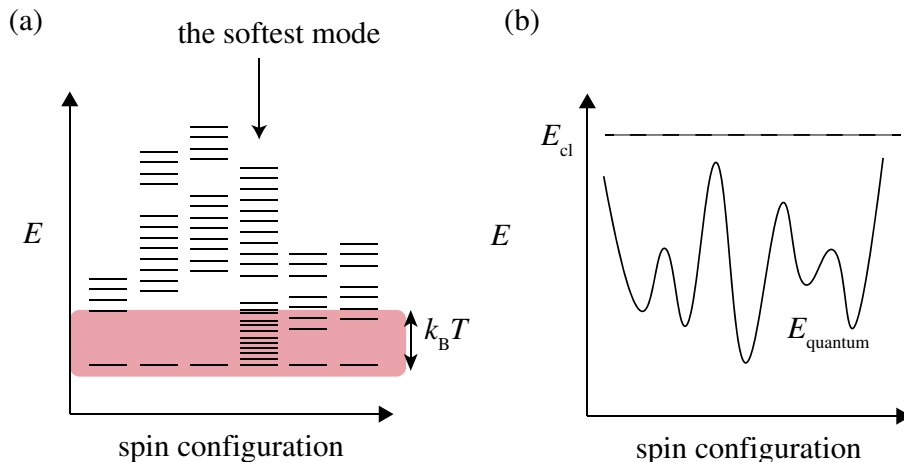 (a)
the softest mode
E
k_B T
spin configuration
(b)
E_cl
E
E_quantum
spin configuration